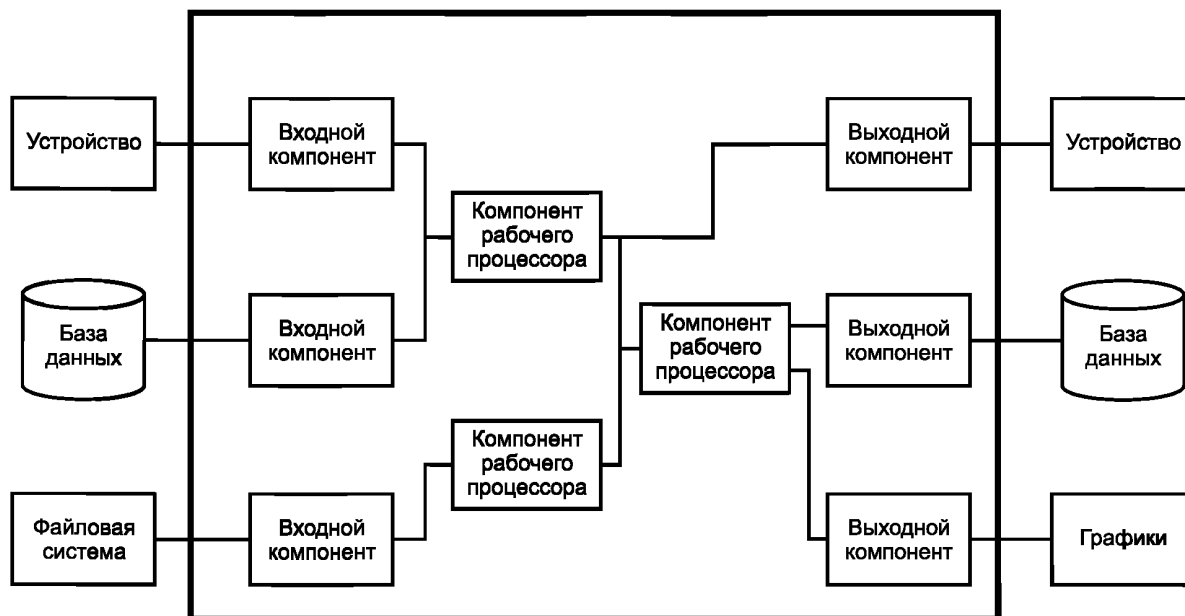 Устройство
Входной
компонент
Выходной
компонент
Устройство
Компонент
рабочего
процессора
База
данных
Входной
компонент
Компонент
рабочего
процессора
Выходной
компонент
База
данных
Компонент
рабочего
процессора
Файловая
система
Входной
компонент
Выходной
компонент
Графики